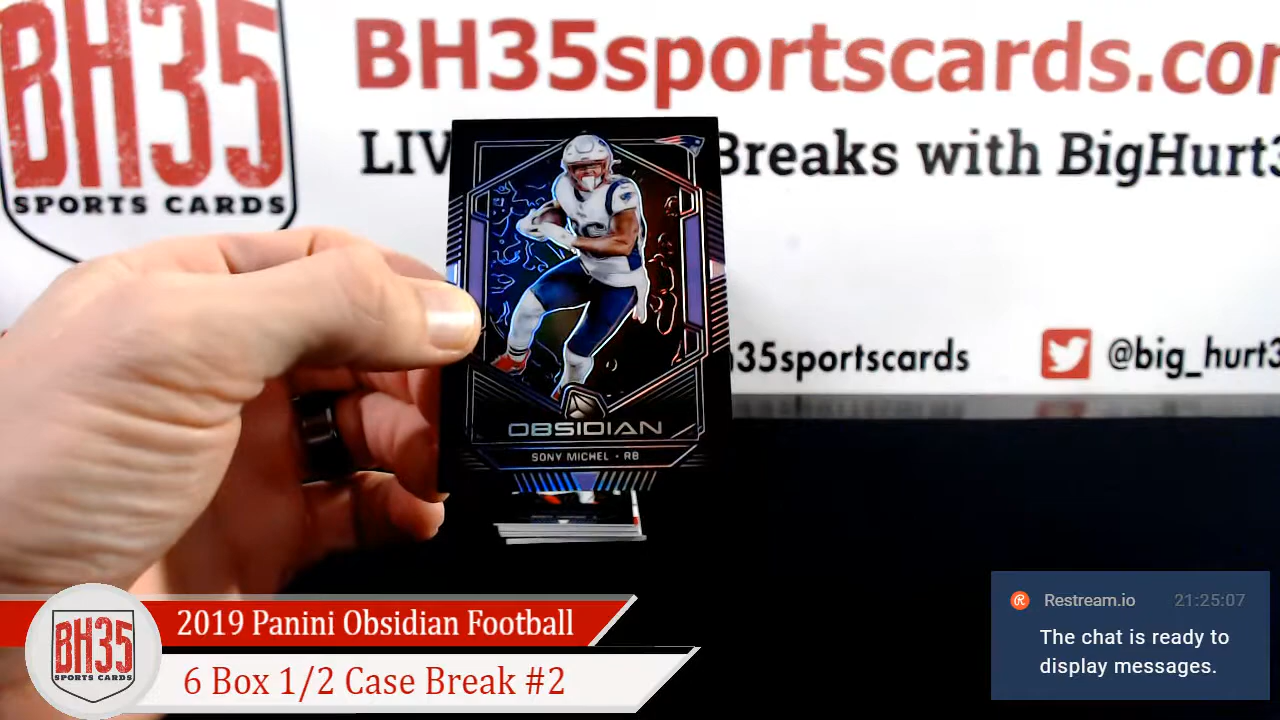 BH35
SPORTS CARDS
BH35sportscards.co
LIV Breaks with BigHurt3
h35sportscards
@big_hurt3
OBSIDIAN
SONY MICHEL • RB
2019 Panini Obsidian Football
6 Box 1/2 Case Break #2
BH35
SPORTS CARDS
Restream.io 21:25:07
The chat is ready to
display messages.